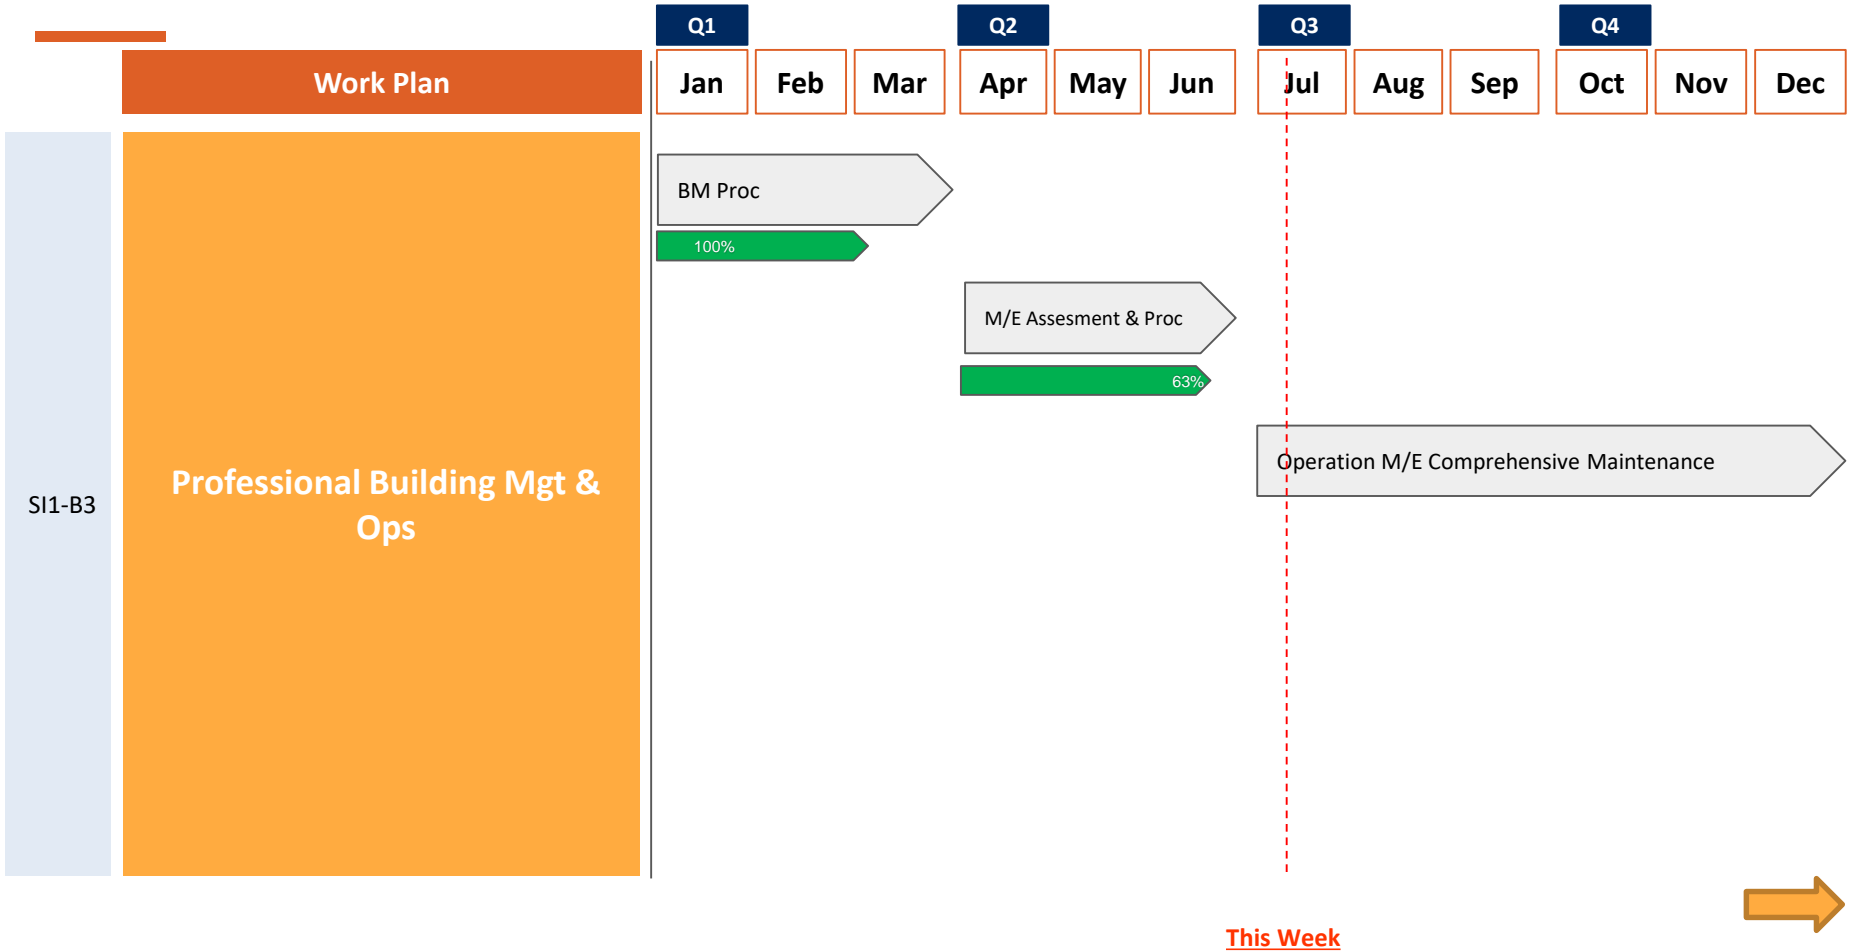 Q1
Q2
Q3
Q4
Work Plan
Jan
Feb
Mar
Apr
May
Jun
Jul
Aug
Sep
Oct
Nov
Dec
SI1-B3
Professional Building Mgt &
Ops
BM Proc
100%
M/E Assesment & Proc
63%
Operation M/E Comprehensive Maintenance
This Week